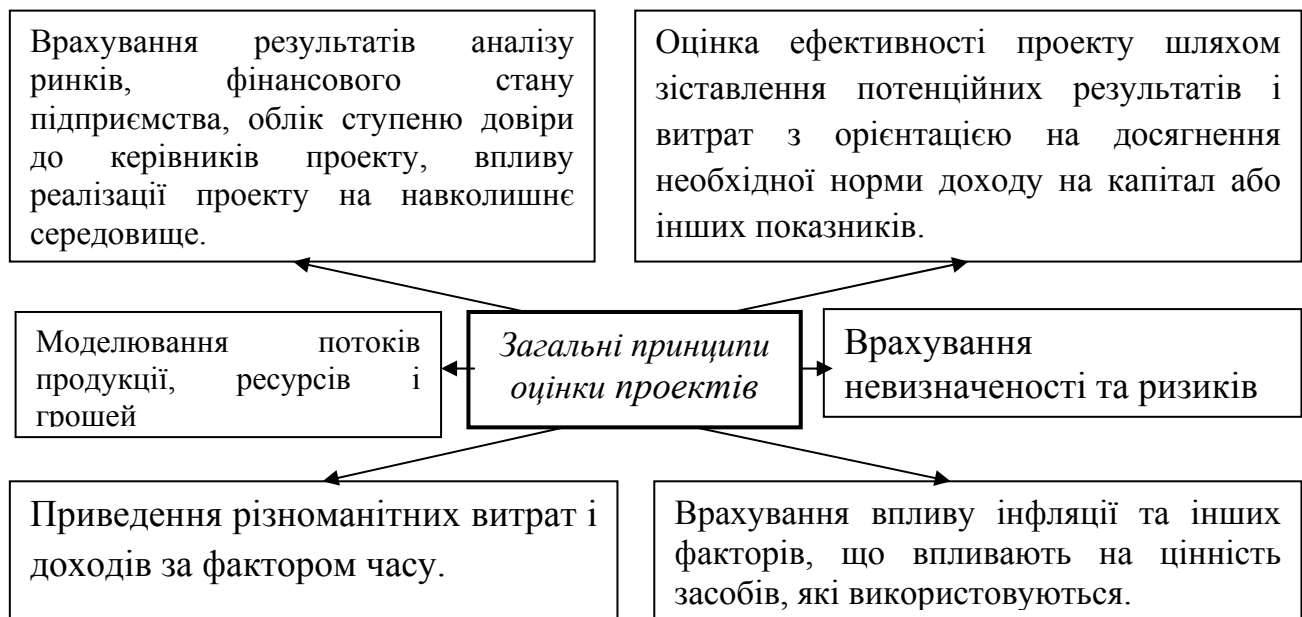 Врахування результатів аналізу
ринків, фінансового стану
підприємства, облік ступеню довіри
до керівників проекту, впливу
реалізації проекту на навколишнє
середовище.
Оцінка ефективності проекту шляхом
зіставлення потенційних результатів і
витрат з орієнтацією на досягнення
необхідної норми доходу на капітал або
інших показників.
Моделювання потоків
продукції, ресурсів і
грошей
Загальні принципи
оцінки проектів
Врахування
невизначеності та ризиків
Приведення різноманітних витрат і
доходів за фактором часу.
Врахування впливу інфляції та інших
факторів, що впливають на цінність
засобів, які використовуються.